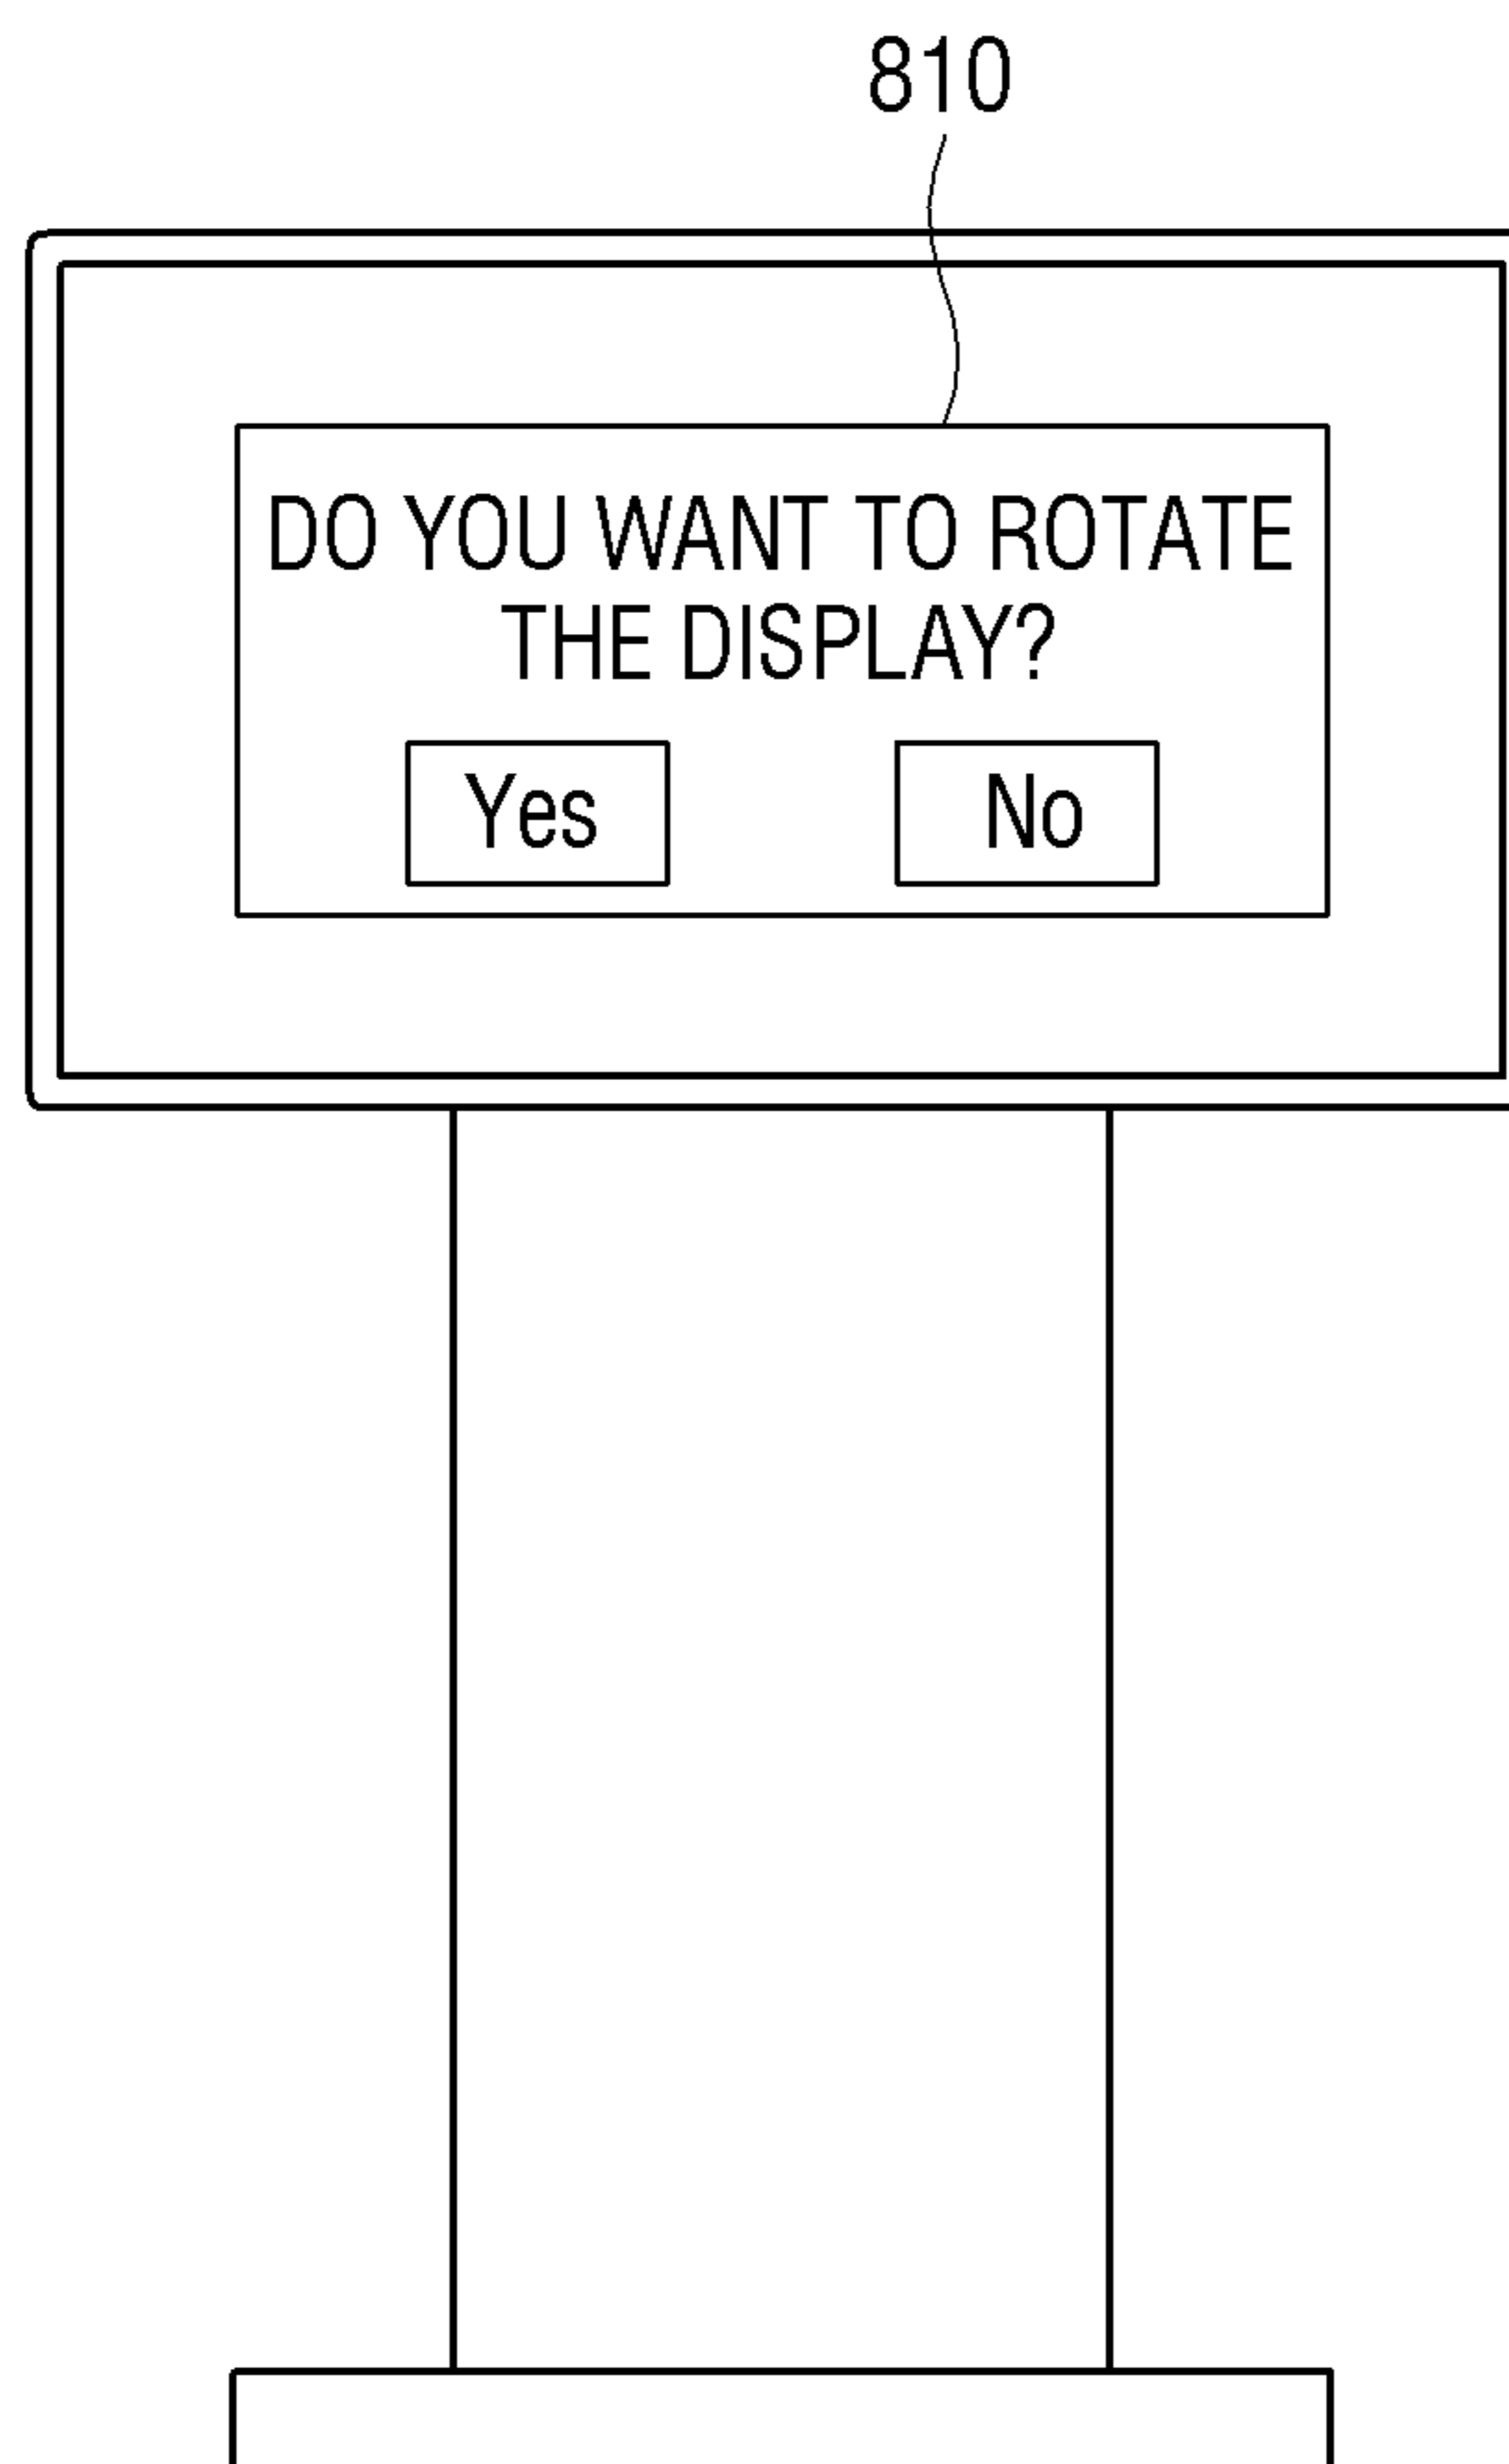 810
DO YOU WANT TO ROTATE
THE DISPLAY?
Yes No